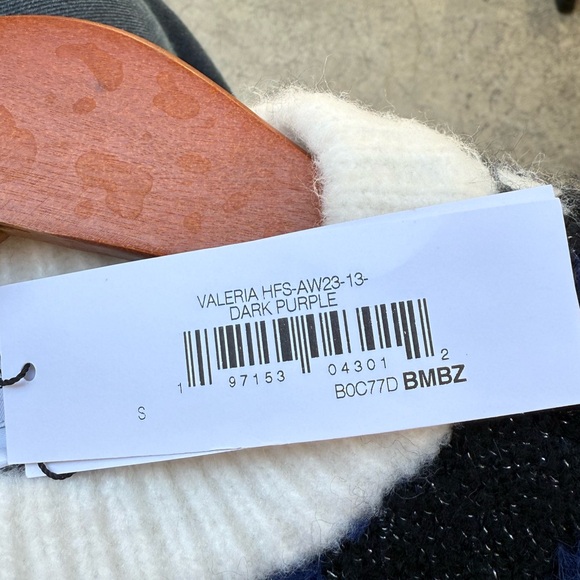 VALERIA HFS-AW23-13-
DARK PURPLE
1 97153 04301 2
B0C77D BMBZ
S